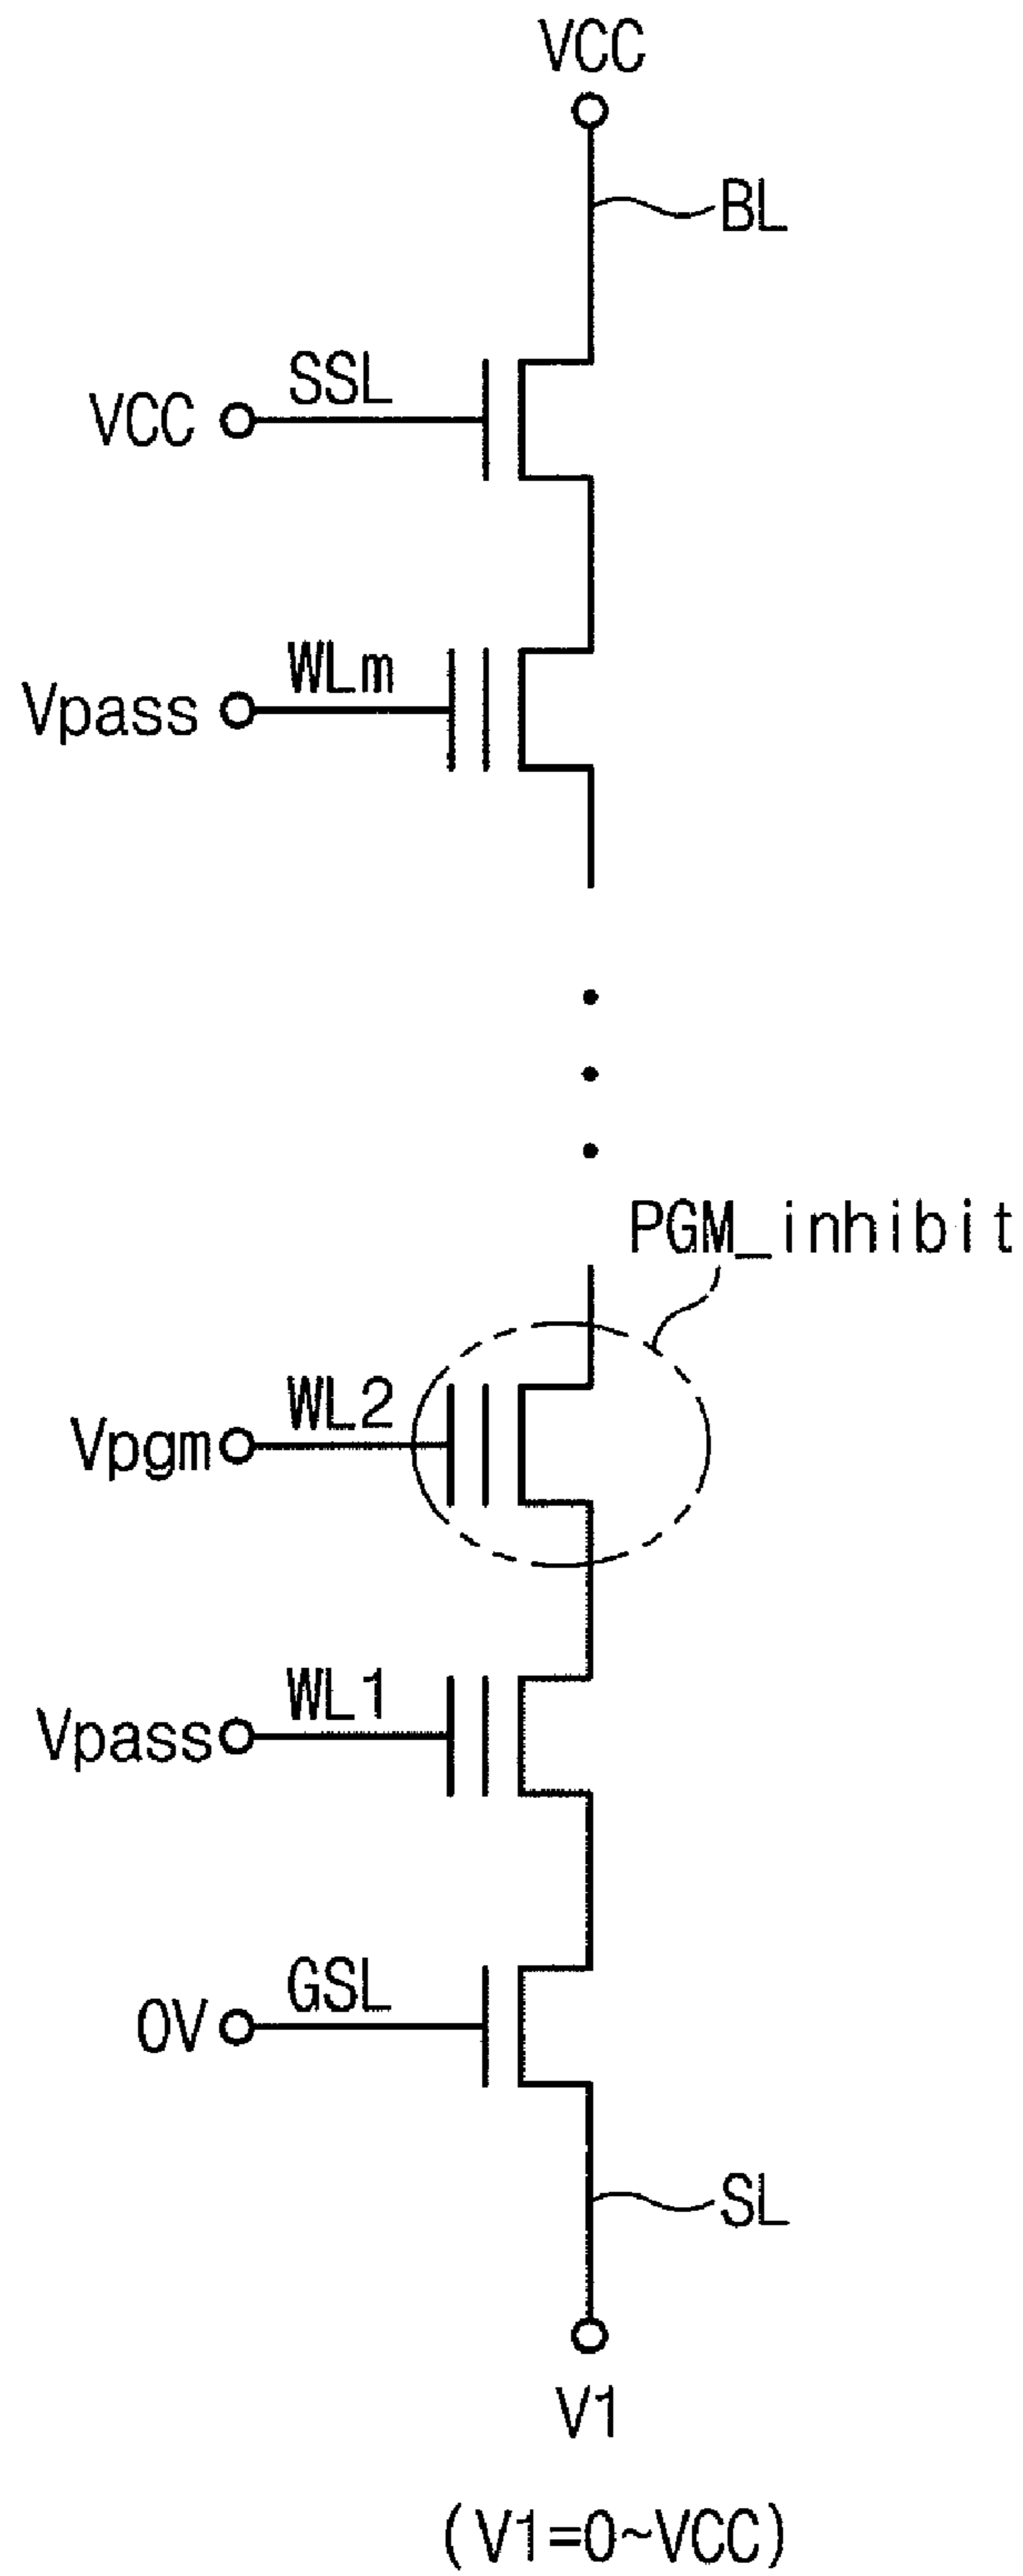 VCC
BL
SSL
VCC
WLm
Vpass
PGM_inhibit
WL2
Vpgm
WL1
Vpass
GSL
0V
SL
V1
(V1=0~VCC)